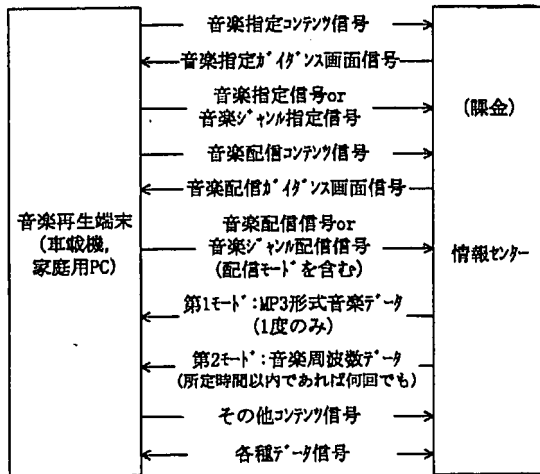 音楽指定ｺﾝﾃﾝﾂ信号
音楽指定ｶﾞｲﾀﾞﾝｽ画面信号
音楽指定信号or
音楽ｼﾞｬﾝﾙ指定信号
(課金)
音楽配信ｺﾝﾃﾝﾂ信号
音楽配信ｶﾞｲﾀﾞﾝｽ画面信号
音楽再生端末
(車載機,
家庭用PC)
音楽配信信号or
音楽ｼﾞｬﾝﾙ配信信号
(配信ﾓｰﾄﾞを含む)
情報ｾﾝﾀｰ
第1ﾓｰﾄﾞ:MP3形式音楽ﾃﾞｰﾀ
(1度のみ)
第2ﾓｰﾄﾞ:音楽周波数ﾃﾞｰﾀ
(所定時間以内であれば何回でも)
その他ｺﾝﾃﾝﾂ信号
各種ﾃﾞｰﾀ信号